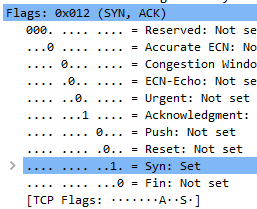 Flags: 0x012 (SYN, ACK)
000. .... .... = Reserved: Not se
...0 .... .... = Accurate ECN: No
.... 0... .... = Congestion Windo
.... .0.. .... = ECN-Echo: Not se
.... ..0. .... = Urgent: Not set
.... ...1 .... = Acknowledgment:
.... .... 0... = Push: Not set
.... .... .0.. = Reset: Not set
.... .... ..1. = Syn: Set
.... .... ...0 = Fin: Not set
[TCP Flags: ·······A··S·]